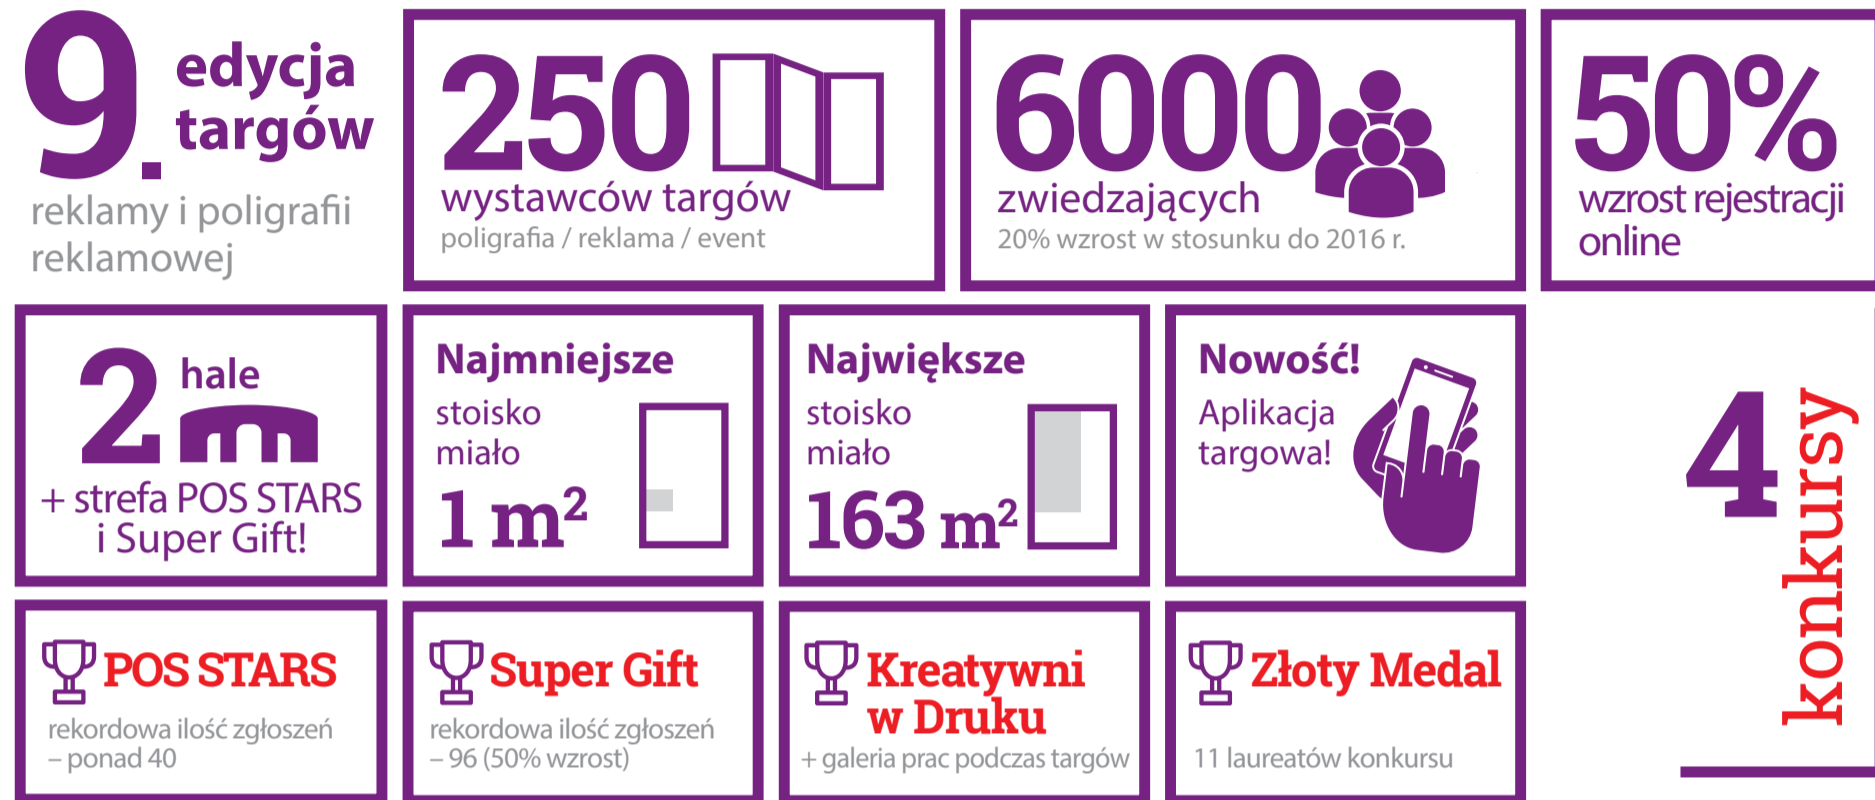 9. edycja
targów
reklamy i poligrafii
reklamowej
250
wystawców targów
poligrafia / reklama / event
6000
zwiedzających
20% wzrost w stosunku do 2016 r.
50%
wzrost rejestracji
online
2 hale
+ strefa POS STARS
i Super Gift!
Najmniejsze
stoisko
miało
1 m²
Największe
stoisko
miało
163 m²
Nowość!
Aplikacja
targowa!
4 konkursy
POS STARS
rekordowa ilość zgłoszeń
– ponad 40
Super Gift
rekordowa ilość zgłoszeń
– 96 (50% wzrost)
Kreatywni
w Druku
+ galeria prac podczas targów
Złoty Medal
11 laureatów konkursu